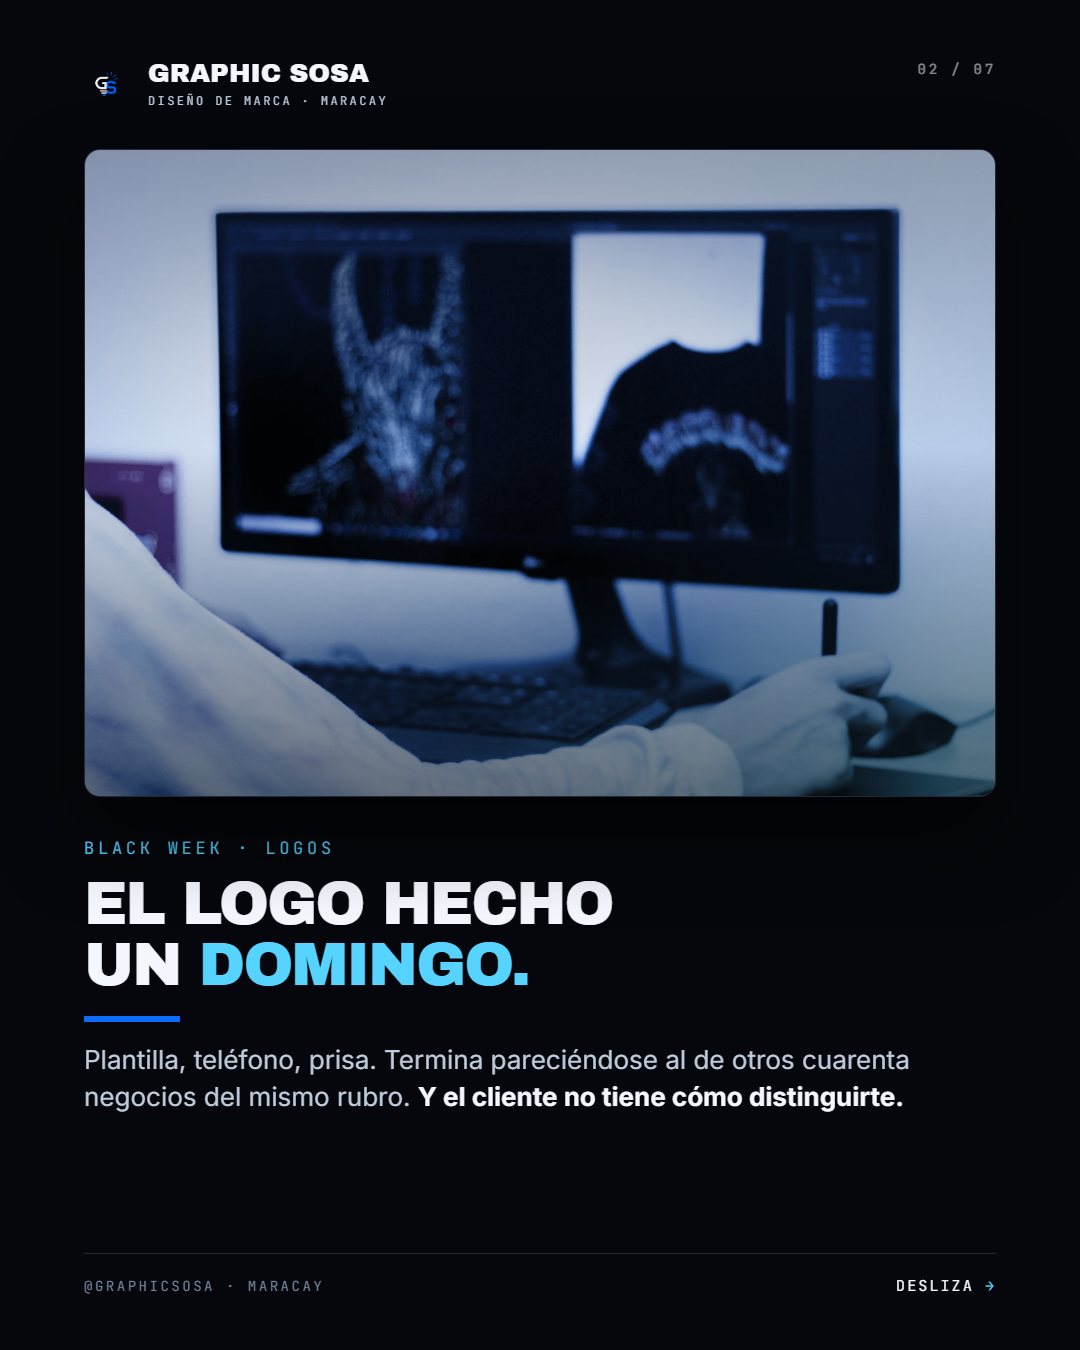 GS
GRAPHIC SOSA
DISEÑO DE MARCA · MARACAY
02 / 07
BLACK WEEK · LOGOS
EL LOGO HECHO
UN DOMINGO.
Plantilla, teléfono, prisa. Termina pareciéndose al de otros cuarenta
negocios del mismo rubro. Y el cliente no tiene cómo distinguirte.
@GRAPHICSOSA · MARACAY
DESLIZA →